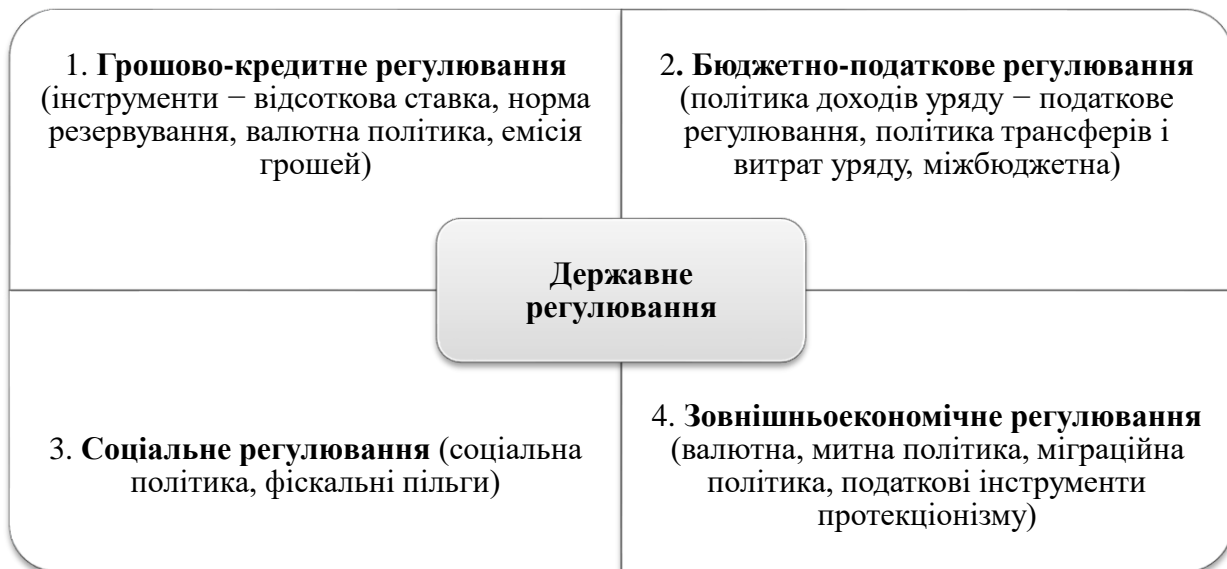 1. Грошово-кредитне регулювання
(інструменти − відсоткова ставка, норма
резервування, валютна політика, емісія
грошей)
2. Бюджетно-податкове регулювання
(політика доходів уряду − податкове
регулювання, політика трансферів і
витрат уряду, міжбюджетна)
Державне
регулювання
3. Соціальне регулювання (соціальна
політика, фіскальні пільги)
4. Зовнішньоекономічне регулювання
(валютна, митна політика, міграційна
політика, податкові інструменти
протекціонізму)